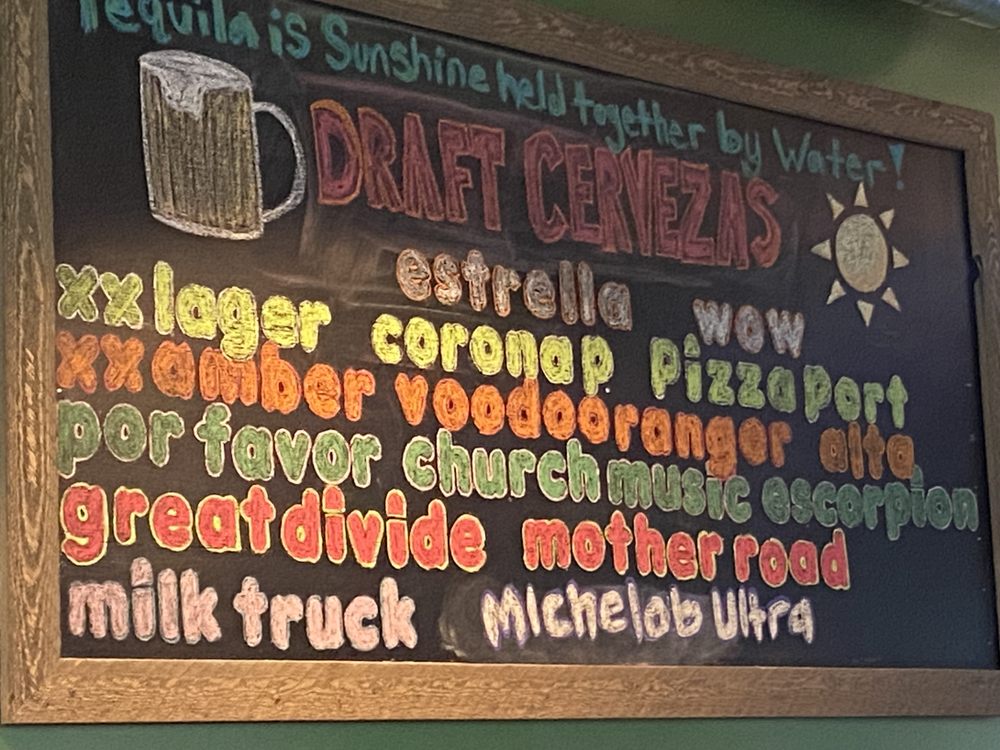 Tequila is Sunshine held together by Water!
DRAFT CERVEZAS
estrella wow
xx lager corona p pizza port
xx amber voodoo ranger alta
por favor church music escorpion
great divide mother road
milk truck Michelob Ultra